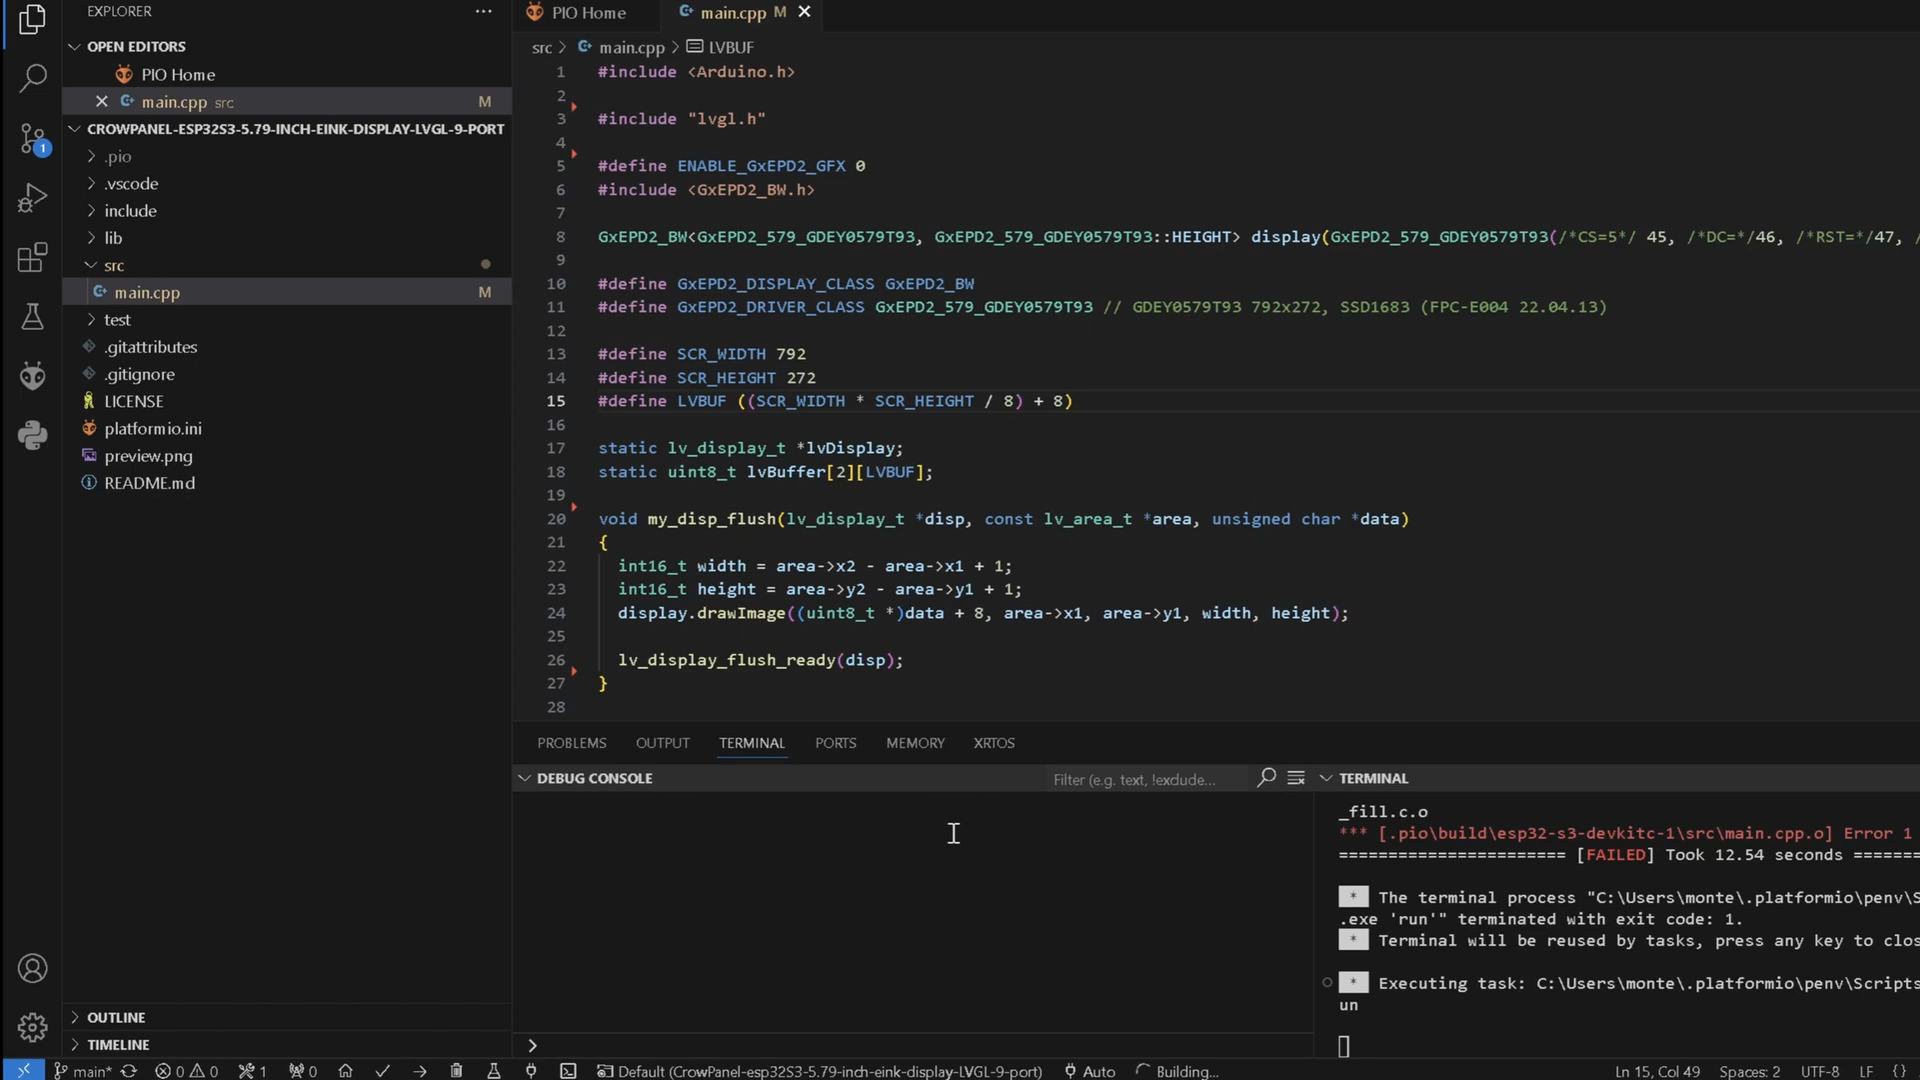 EXPLORER
OPEN EDITORS
PIO Home
main.cpp src M
CROWPANEL-ESP32S3-5.79-INCH-EINK-DISPLAY-LVGL-9-PORT
.pio
.vscode
include
lib
src
main.cpp M
test
.gitattributes
.gitignore
LICENSE
platformio.ini
preview.png
README.md
OUTLINE
TIMELINE
PIO Home
main.cpp M
src > main.cpp > LVBUF
1 #include <Arduino.h>
2
3 #include "lvgl.h"
4
5 #define ENABLE_GxEPD2_GFX 0
6 #include <GxEPD2_BW.h>
7
8 GxEPD2_BW<GxEPD2_579_GDEY0579T93, GxEPD2_579_GDEY0579T93::HEIGHT> display(GxEPD2_579_GDEY0579T93(/*CS=5*/ 45, /*DC=*/46, /*RST=*/47, /
9
10 #define GxEPD2_DISPLAY_CLASS GxEPD2_BW
11 #define GxEPD2_DRIVER_CLASS GxEPD2_579_GDEY0579T93 // GDEY0579T93 792x272, SSD1683 (FPC-E004 22.04.13)
12
13 #define SCR_WIDTH 792
14 #define SCR_HEIGHT 272
15 #define LVBUF ((SCR_WIDTH * SCR_HEIGHT / 8) + 8)
16
17 static lv_display_t *lvDisplay;
18 static uint8_t lvBuffer[2][LVBUF];
19
20 void my_disp_flush(lv_display_t *disp, const lv_area_t *area, unsigned char *data)
21 {
22 int16_t width = area->x2 - area->x1 + 1;
23 int16_t height = area->y2 - area->y1 + 1;
24 display.drawImage((uint8_t *)data + 8, area->x1, area->y1, width, height);
25
26 lv_display_flush_ready(disp);
27 }
28
PROBLEMS OUTPUT TERMINAL PORTS MEMORY XRTOS
DEBUG CONSOLE
Filter (e.g. text, !exclude...
TERMINAL
_fill.c.o
*** [.pio\build\esp32-s3-devkitc-1\src\main.cpp.o] Error 1
======================= [FAILED] Took 12.54 seconds =======
* The terminal process "C:\Users\monte\.platformio\penv\S
.exe 'run'" terminated with exit code: 1.
* Terminal will be reused by tasks, press any key to clos
* Executing task: C:\Users\monte\.platformio\penv\Scripts
un
main* 0 0 1 0 Default (CrowPanel-esp32S3-5.79-inch-eink-display-LVGL-9-port) Auto Building... Ln 15, Col 49 Spaces: 2 UTF-8 LF {}